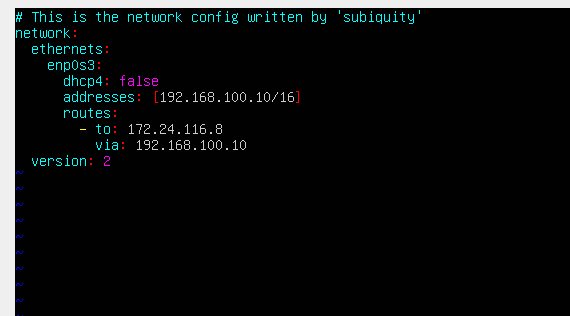 # This is the network config written by 'subiquity'
network:
  ethernets:
    enp0s3:
      dhcp4: false
      addresses: [192.168.100.10/16]
      routes:
        - to: 172.24.116.8
          via: 192.168.100.10
  version: 2
~
~
~
~
~
~
~
~
~